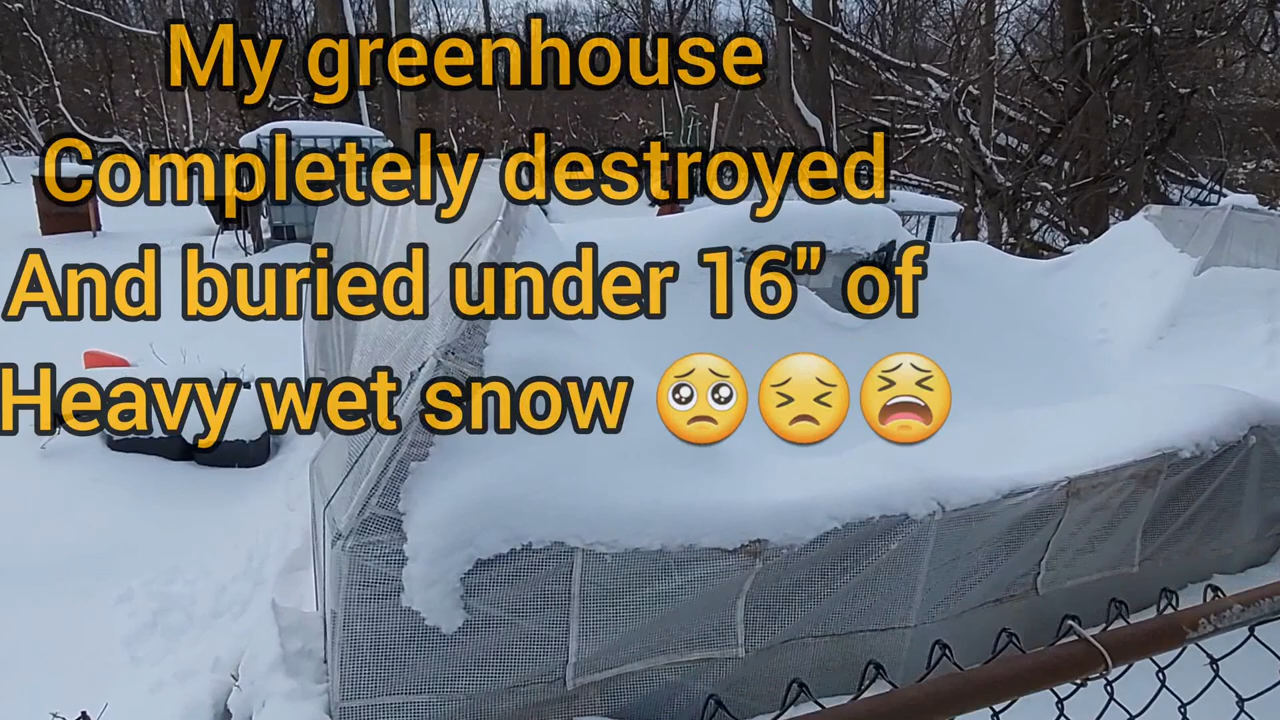 My greenhouse
Completely destroyed
And buried under 16" of
Heavy wet snow 🥺😣😫